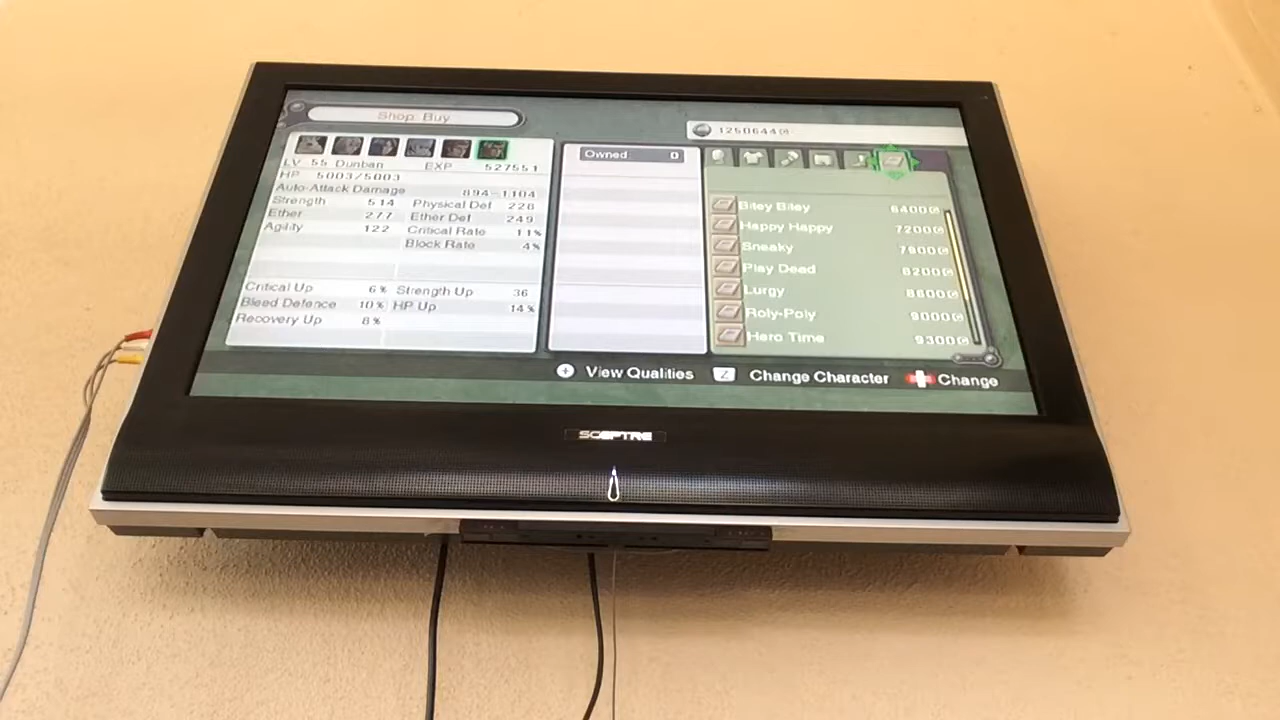 Shop: Buy
1250644
LV 55 Dunban EXP 527551
HP 5003/5003
Auto-Attack Damage 894-1104
Strength 514 Physical Def 228
Ether 277 Ether Def 249
Agility 122 Critical Rate 11%
Block Rate 4%
Critical Up 6% Strength Up 36
Bleed Defence 10% HP Up 14%
Recovery Up 8%
Owned 0
Bitey Bitey 6400
Happy Happy 7200
Sneaky 7900
Play Dead 8200
Lurgy 8600
Roly-Poly 9000
Hero Time 9300
+ View Qualities Z Change Character Change
SCEPTRE